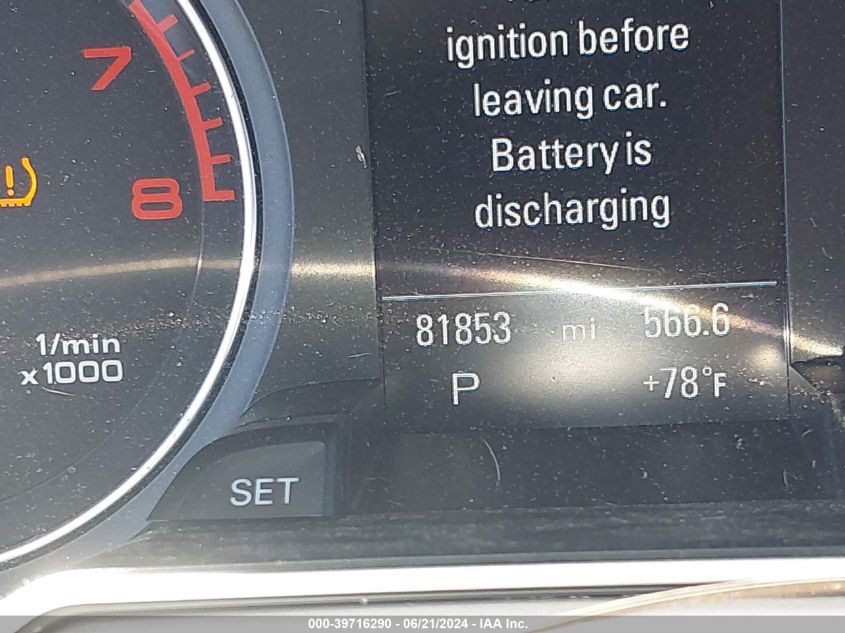 ignition before
7
leaving car.
Battery is
!
8
discharging
81853 mi 566.6
1/min
x1000
P +78°F
SET
000-39716290 - 06/21/2024 - IAA Inc.